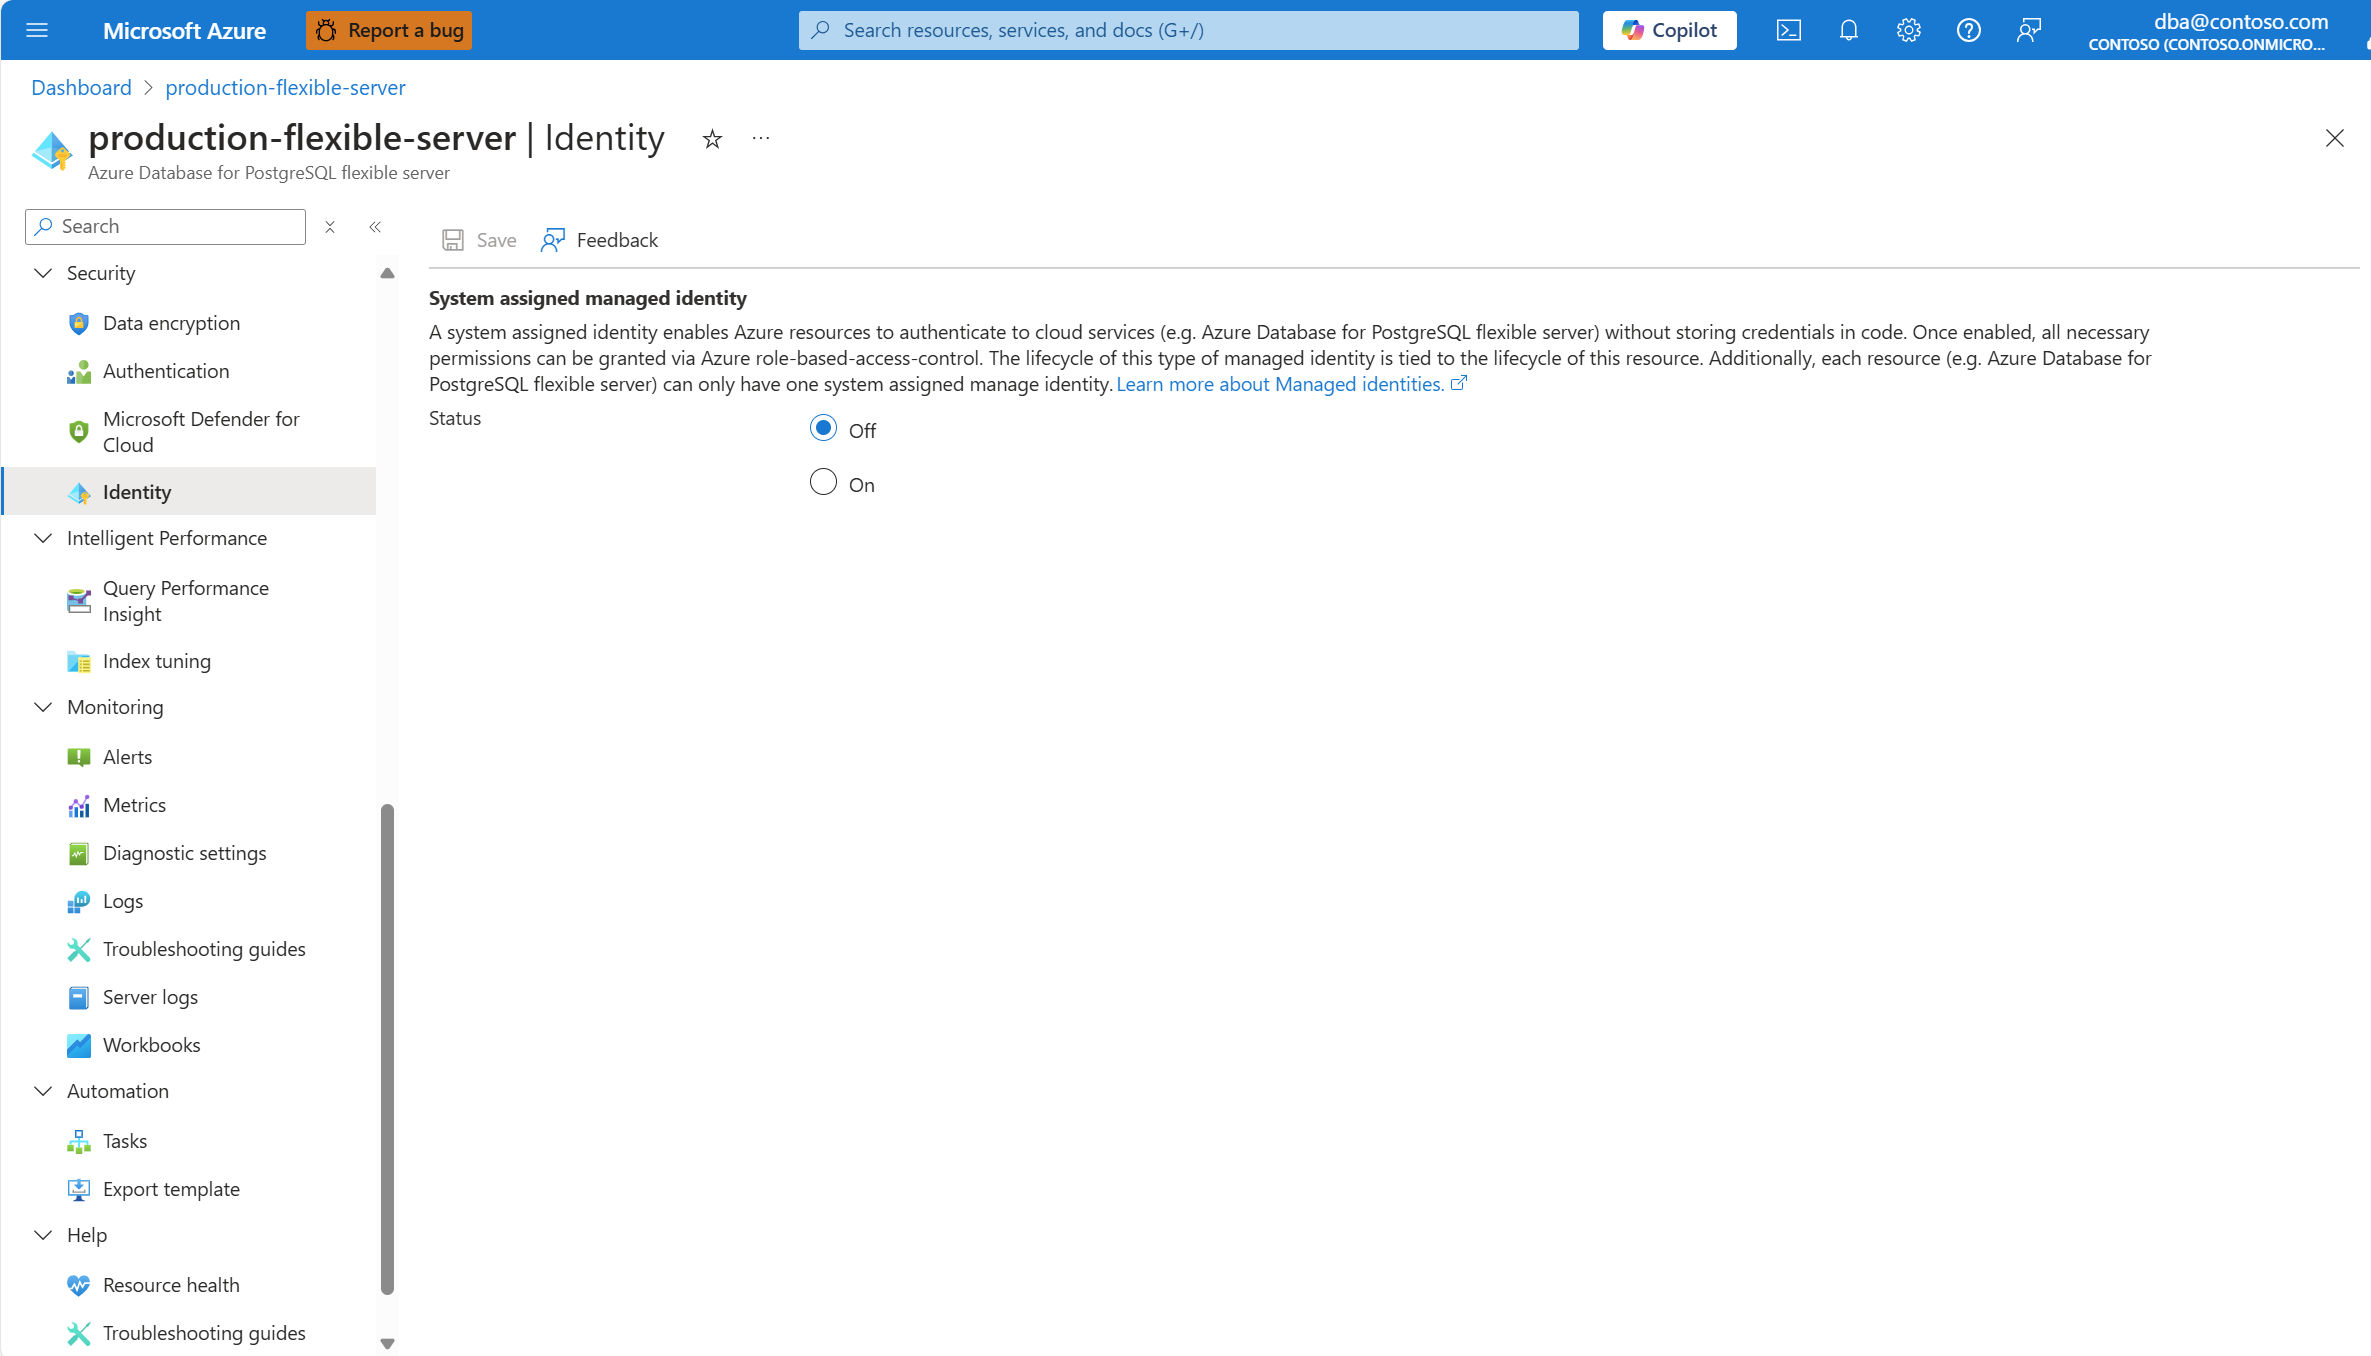 Microsoft Azure
Report a bug
Search resources, services, and docs (G+/)
Copilot
dba@contoso.com
CONTOSO (CONTOSO.ONMICRO...
Dashboard > production-flexible-server
production-flexible-server | Identity
Azure Database for PostgreSQL flexible server
Search
Save
Feedback
Security
Data encryption
Authentication
Microsoft Defender for
Cloud
Identity
Intelligent Performance
Query Performance
Insight
Index tuning
Monitoring
Alerts
Metrics
Diagnostic settings
Logs
Troubleshooting guides
Server logs
Workbooks
Automation
Tasks
Export template
Help
Resource health
Troubleshooting guides
System assigned managed identity
A system assigned identity enables Azure resources to authenticate to cloud services (e.g. Azure Database for PostgreSQL flexible server) without storing credentials in code. Once enabled, all necessary
permissions can be granted via Azure role-based-access-control. The lifecycle of this type of managed identity is tied to the lifecycle of this resource. Additionally, each resource (e.g. Azure Database for
PostgreSQL flexible server) can only have one system assigned manage identity. Learn more about Managed identities.
Status
Off
On